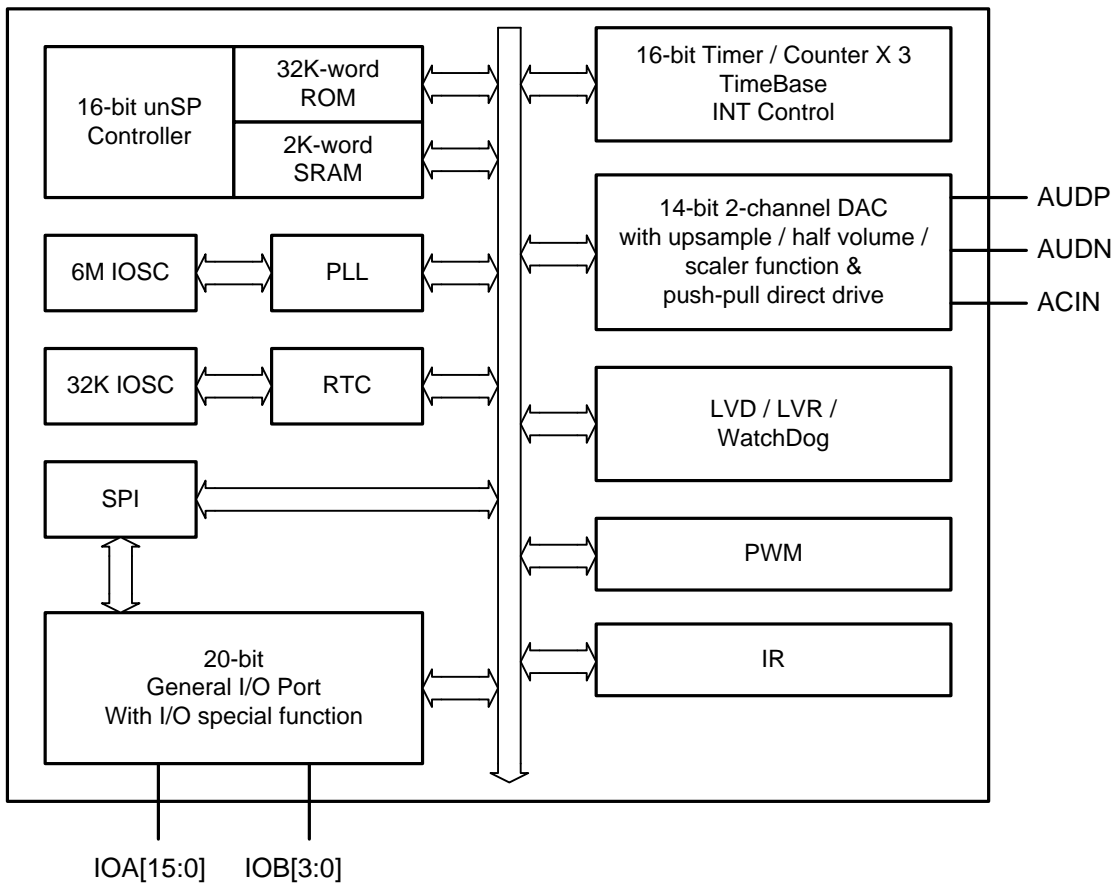 16-bit unSP
Controller
32K-word
ROM
2K-word
SRAM
6M IOSC
PLL
32K IOSC
RTC
SPI
20-bit
General I/O Port
With I/O special function
IOA[15:0]
IOB[3:0]
16-bit Timer / Counter X 3
TimeBase
INT Control
14-bit 2-channel DAC
with upsample / half volume /
scaler function &
push-pull direct drive
AUDP
AUDN
ACIN
LVD / LVR /
WatchDog
PWM
IR